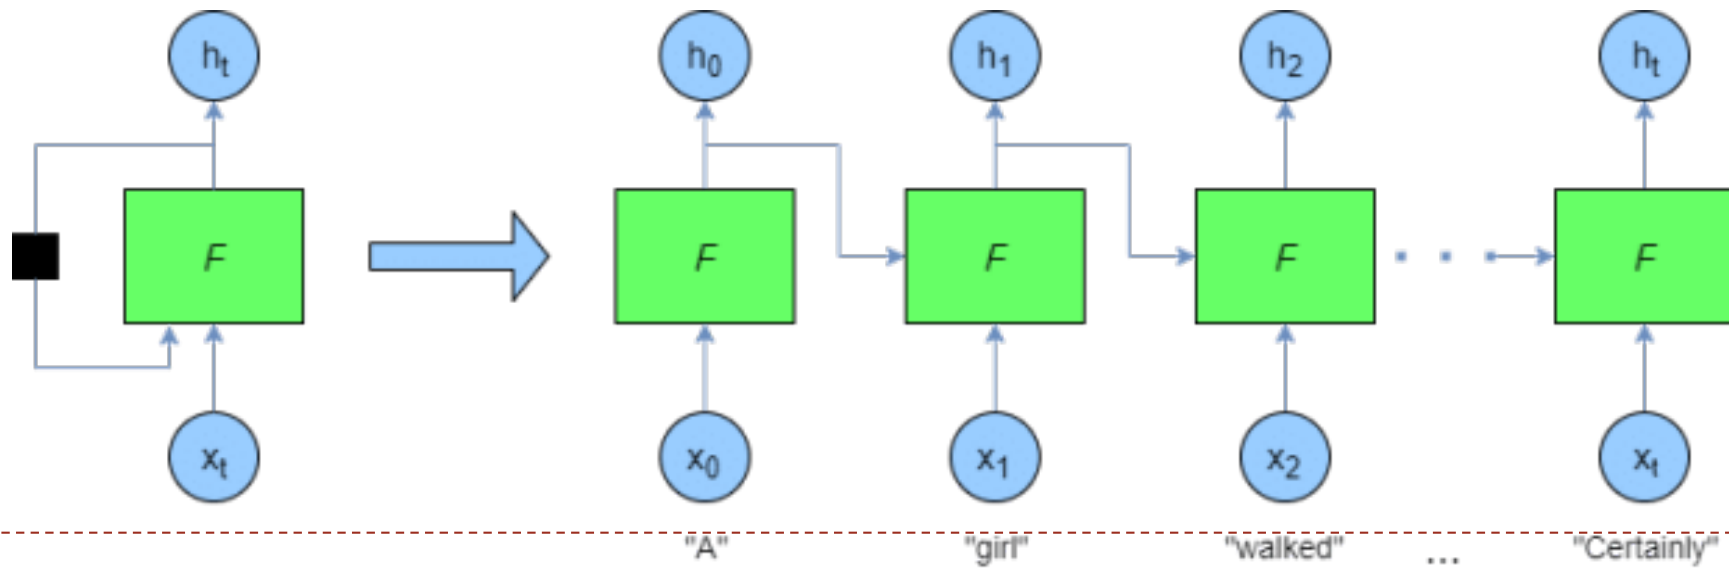 hₜ h₀ h₁ h₂ hₜ
F F F F F
xₜ x₀ x₁ x₂ xₜ
"A" "girl" "walked" ... "Certainly"